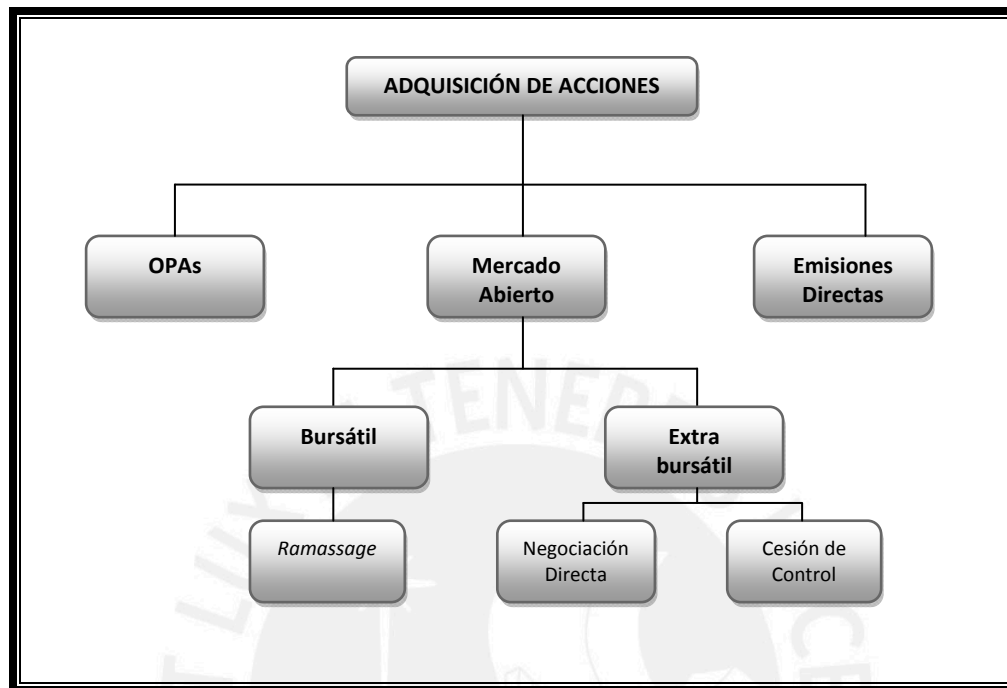 ADQUISICIÓN DE ACCIONES
OPAs
Mercado
Abierto
Emisiones
Directas
Bursátil
Extra
bursátil
Ramassage
Negociación
Directa
Cesión de
Control